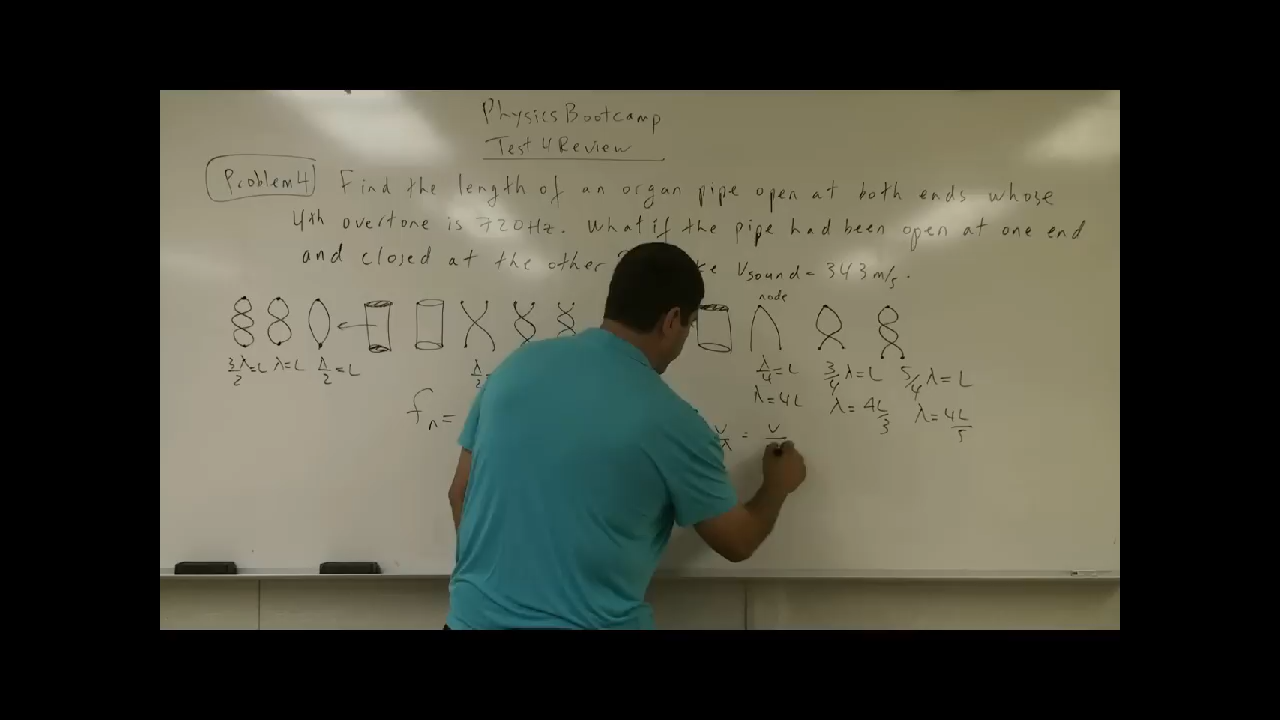 Physics Bootcamp
Test 4 Review
Problem 4 Find the length of an organ pipe open at both ends whose
4th overtone is 720Hz. What if the pipe had been open at one end
and closed at the other Vsound = 343 m/s.
node
3λ/2 = L λ = L λ/2 = L λ/2 λ/4 = L 3/4 λ = L 5/4 λ = L
λ = 4L λ = 4L/3 λ = 4L/5
fn = v/λ = v